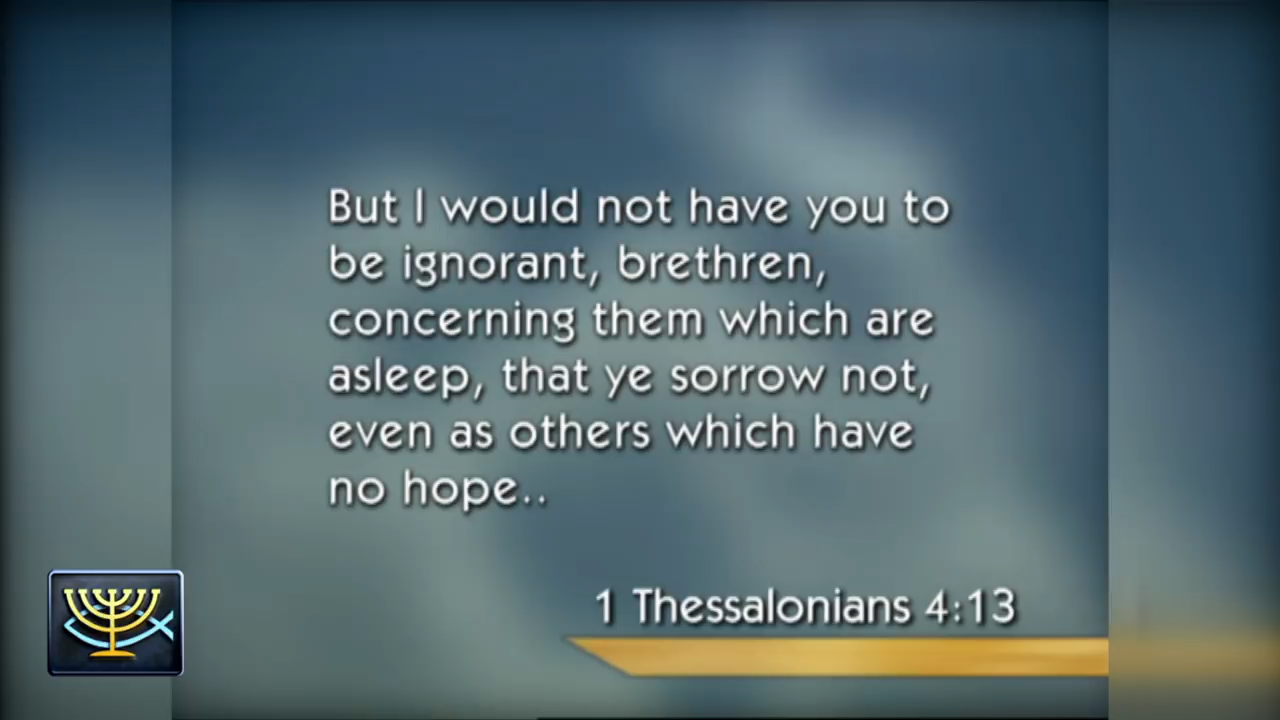 But I would not have you to
be ignorant, brethren,
concerning them which are
asleep, that ye sorrow not,
even as others which have
no hope..
1 Thessalonians 4:13